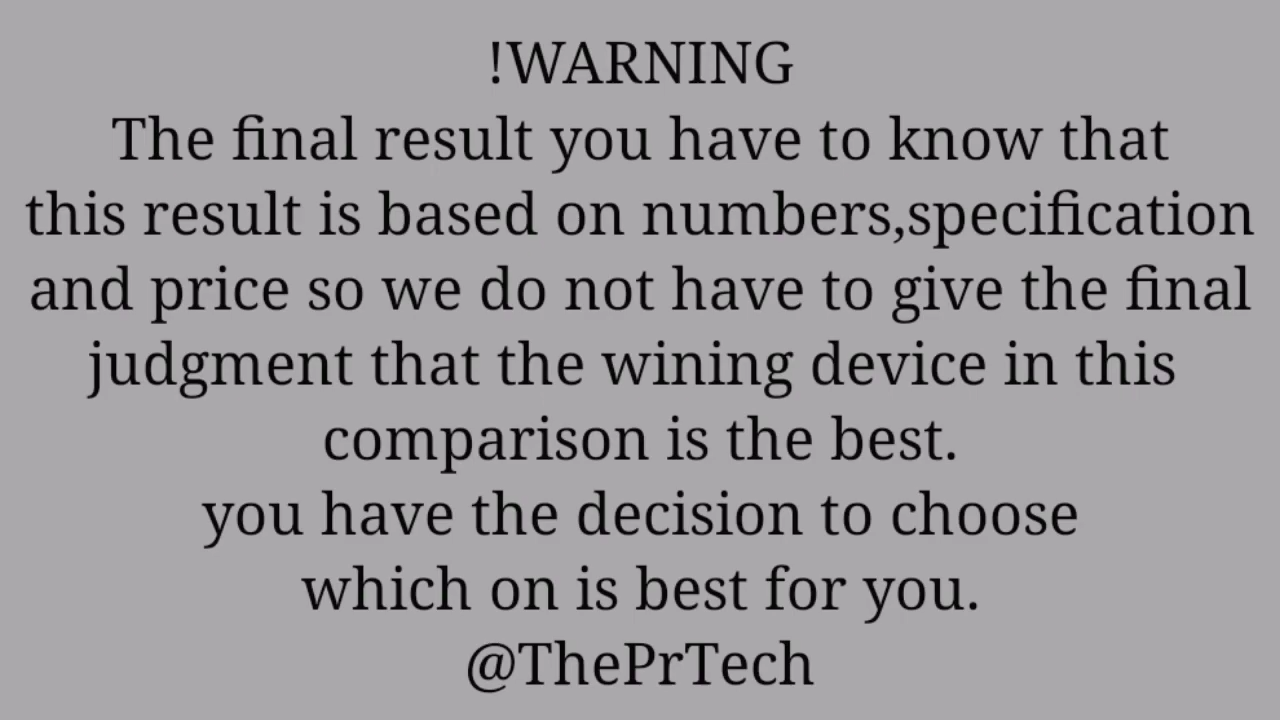 !WARNING
The final result you have to know that
this result is based on numbers,specification
and price so we do not have to give the final
judgment that the wining device in this
comparison is the best.
you have the decision to choose
which on is best for you.
@ThePrTech